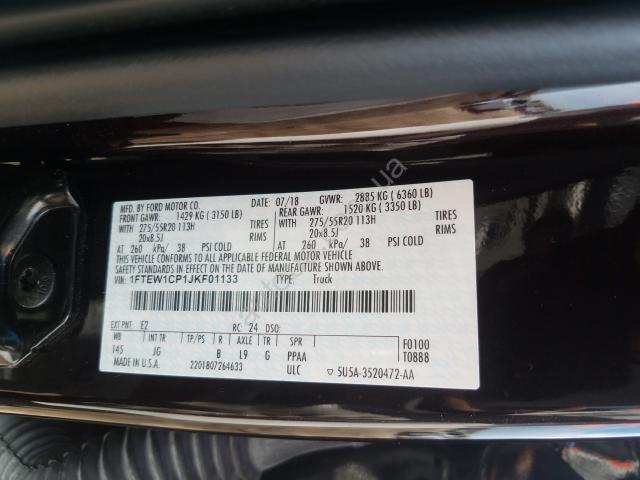 MFD. BY FORD MOTOR CO. DATE: 07/18 GVWR: 2885 KG (6360 LB)
FRONT GAWR: 1429 KG (3150 LB) REAR GAWR: 1520 KG (3350 LB)
275/55R20 113H TIRES 275/55R20 113H TIRES
20x8.5J RIMS 20x8.5J RIMS
AT 260 kPa/ 38 PSI COLD AT 260 kPa/ 38 PSI COLD
THIS VEHICLE CONFORMS TO ALL APPLICABLE FEDERAL MOTOR VEHICLE
SAFETY STANDARDS IN EFFECT ON THE
DATE OF MANUFACTURE SHOWN ABOVE.
VIN: 1FTEW1CP1JKF01133 TYPE: Truck
EXT PNT: E2 RC: 24 DSO: F0100
WB INT TR TP/PS R AXLE TR SPR T0888
145 JG B L9 G PPAA
MADE IN U.S.A. 2201807264633 ULC ▽ 5U5A-3520472-AA